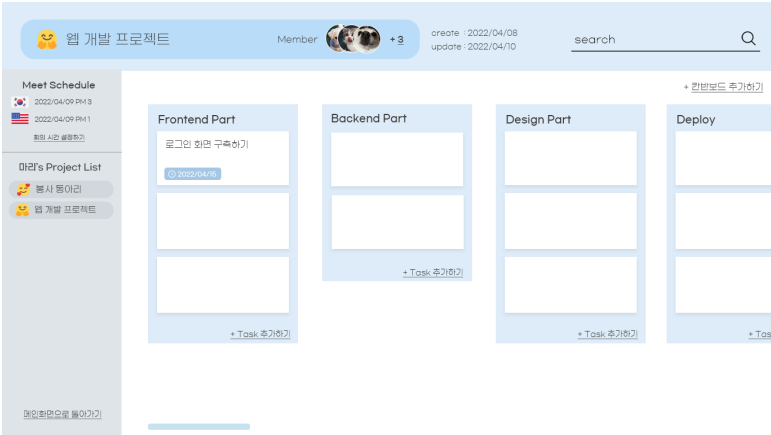 웹 개발 프로젝트
Member
+ 3
create : 2022/04/08
update : 2022/04/10
search
Meet Schedule
2022/04/09 PM 3
2022/04/09 PM 1
회의 시간 설정하기
마리's Project List
봉사 동아리
웹 개발 프로젝트
메인화면으로 돌아가기
+ 칸반보드 추가하기
Frontend Part
로그인 화면 구축하기
2022/04/15
+ Task 추가하기
Backend Part
+ Task 추가하기
Design Part
+ Task 추가하기
Deploy
+ Tas